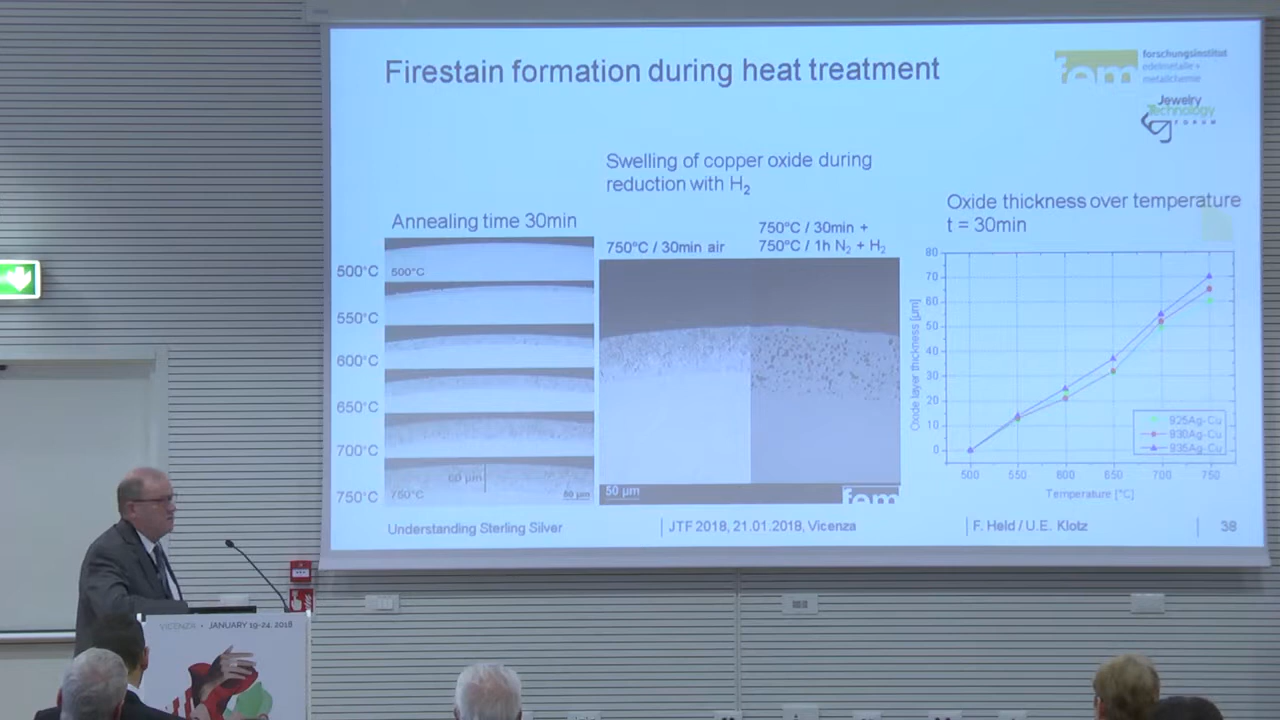 Firestain formation during heat treatment
fem
forschungsinstitut
edelmetalle +
metallchemie
Jewelry
Technology
FORUM
Swelling of copper oxide during
reduction with H₂
Annealing time 30min
750°C / 30min air
750°C / 30min +
750°C / 1h N₂ + H₂
Oxide thickness over temperature
t = 30min
500°C
500°C
550°C
600°C
650°C
700°C
750°C
750°C
60 µm
50 µm
50 µm
fem
Oxide layer thickness [µm]
80
70
60
50
40
30
20
10
0
925Ag-Cu
930Ag-Cu
935Ag-Cu
500 550 600 650 700 750
Temperature [°C]
Understanding Sterling Silver
JTF 2018, 21.01.2018, Vicenza
F. Held / U.E. Klotz
38
VICENZA • JANUARY 19-24, 2018